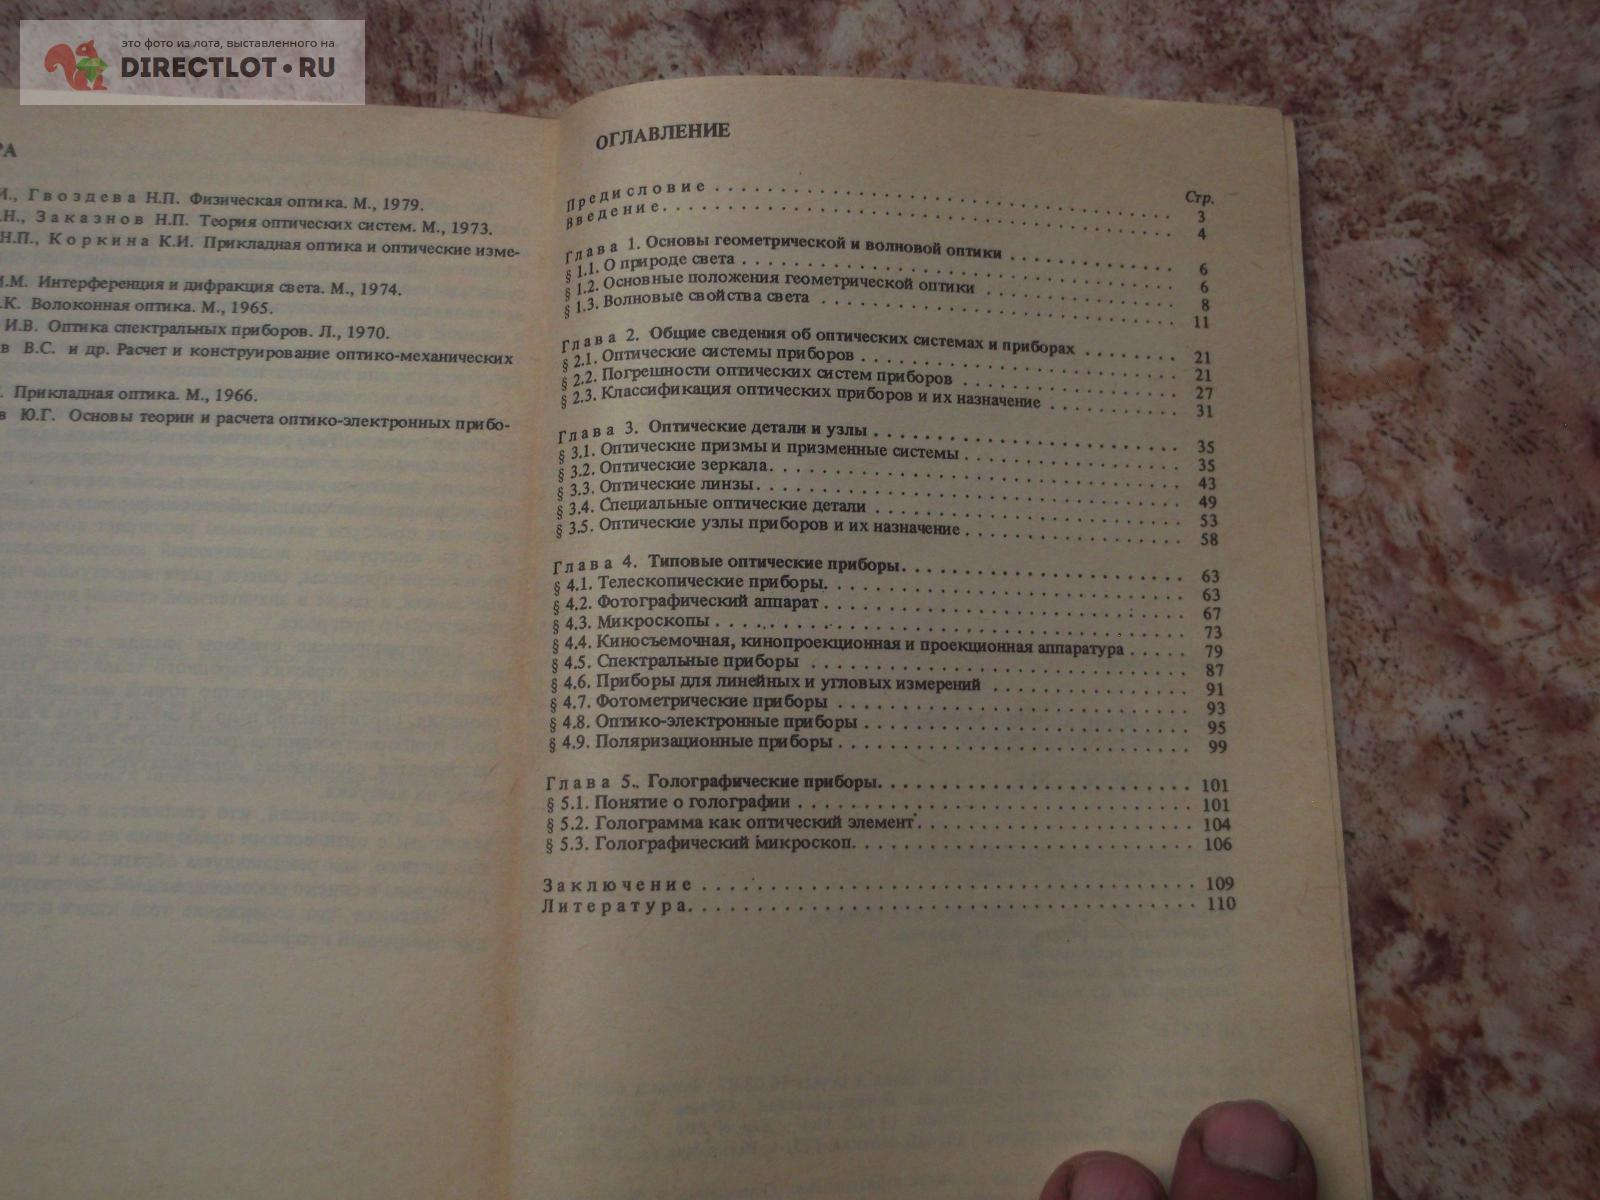 это фото из лота, выставленного на
DIRECTLOT.RU
РА
И., Гвоздева Н.П. Физическая оптика. М., 1979.
.Н., Заказнов Н.П. Теория оптических систем. М., 1973.
Н.П., Коркина К.И. Прикладная оптика и оптические изме-
И.М. Интерференция и дифракция света. М., 1974.
.К. Волоконная оптика. М., 1965.
И.В. Оптика спектральных приборов. Л., 1970.
в В.С. и др. Расчет и конструирование оптико-механических
Прикладная оптика. М., 1966.
в Ю.Г. Основы теории и расчета оптико-электронных прибо-
ОГЛАВЛЕНИЕ
Стр.
Предисловие . . . . . . . . . . 3
Введение. . . . . . . . . . 4
Глава 1. Основы геометрической и волновой оптики . . . . . . . . . . 6
§ 1.1. О природе света . . . . . . . . . . 6
§ 1.2. Основные положения геометрической оптики . . . . . . . . . . 8
§ 1.3. Волновые свойства света . . . . . . . . . . 11
Глава 2. Общие сведения об оптических системах и приборах . . . . . . . . 21
§ 2.1. Оптические системы приборов . . . . . . . . . . 21
§ 2.2. Погрешности оптических систем приборов . . . . . . . . . . 27
§ 2.3. Классификация оптических приборов и их назначение . . . . . . . . . . 31
Глава 3. Оптические детали и узлы . . . . . . . . . . 35
§ 3.1. Оптические призмы и призменные системы . . . . . . . . . . 35
§ 3.2. Оптические зеркала. . . . . . . . . . 43
§ 3.3. Оптические линзы. . . . . . . . . . 49
§ 3.4. Специальные оптические детали . . . . . . . . . . 53
§ 3.5. Оптические узлы приборов и их назначение . . . . . . . . . . 58
Глава 4. Типовые оптические приборы. . . . . . . . . . 63
§ 4.1. Телескопические приборы. . . . . . . . . . 63
§ 4.2. Фотографический аппарат . . . . . . . . . . 67
§ 4.3. Микроскопы . . . . . . . . . . 73
§ 4.4. Киносъемочная, кинопроекционная и проекционная аппаратура . . . . . 79
§ 4.5. Спектральные приборы . . . . . . . . . . 87
§ 4.6. Приборы для линейных и угловых измерений . . . . . . . . . . 91
§ 4.7. Фотометрические приборы . . . . . . . . . . 93
§ 4.8. Оптико-электронные приборы . . . . . . . . . . 95
§ 4.9. Поляризационные приборы . . . . . . . . . . 99
Глава 5. Голографические приборы. . . . . . . . . . 101
§ 5.1. Понятие о голографии . . . . . . . . . . 101
§ 5.2. Голограмма как оптический элемент . . . . . . . . . . 104
§ 5.3. Голографический микроскоп. . . . . . . . . . 106
Заключение . . . . . . . . . . 109
Литература. . . . . . . . . . 110